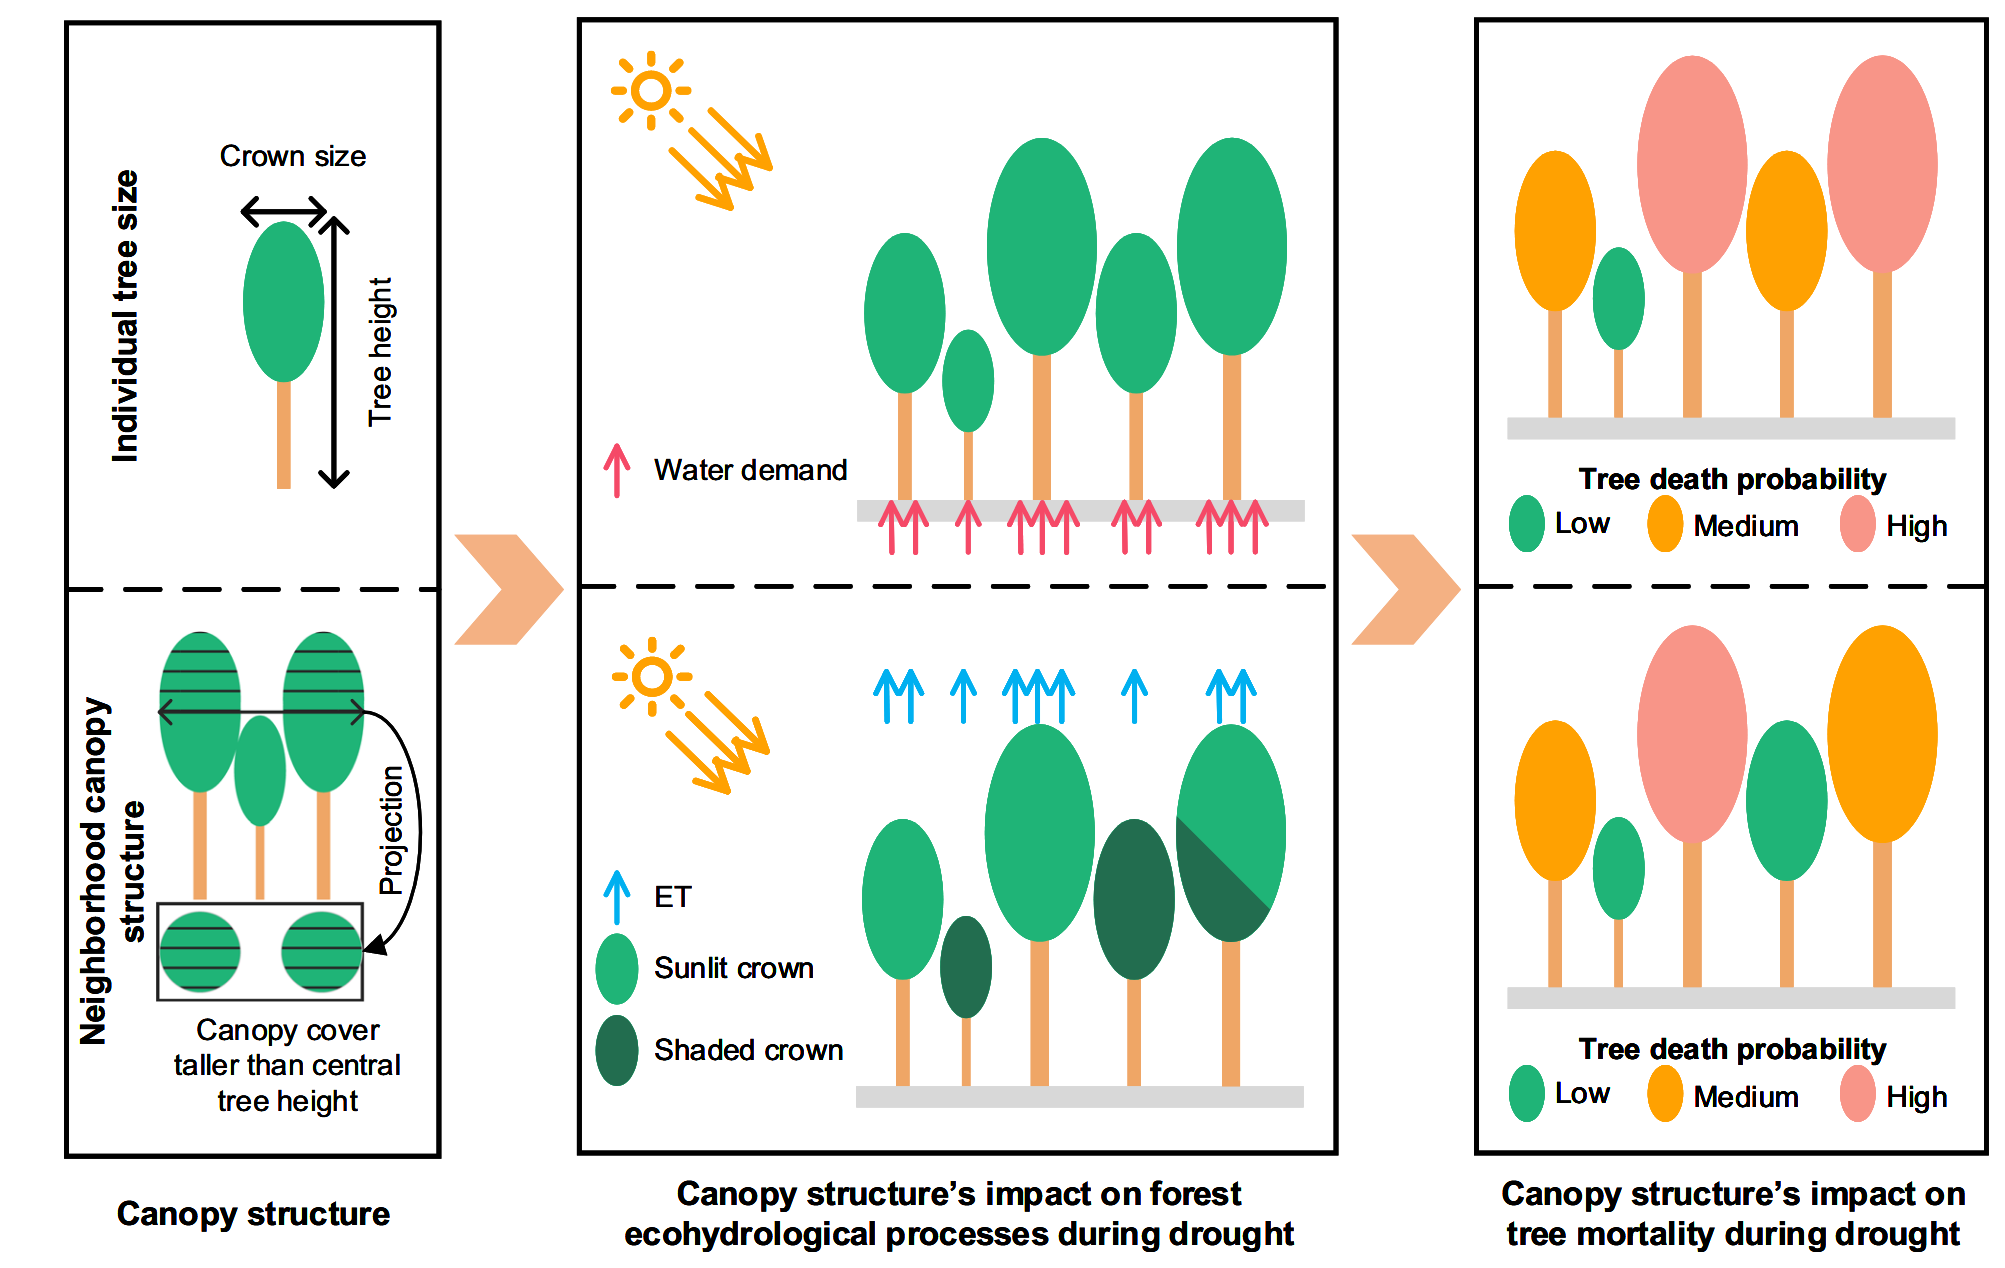 Individual tree size
Crown size
Tree height
Neighborhood canopy
structure
Projection
Canopy cover
taller than central
tree height
Canopy structure
Water demand
ET
Sunlit crown
Shaded crown
Canopy structure’s impact on forest
ecohydrological processes during drought
Tree death probability
Low Medium High
Tree death probability
Low Medium High
Canopy structure’s impact on
tree mortality during drought